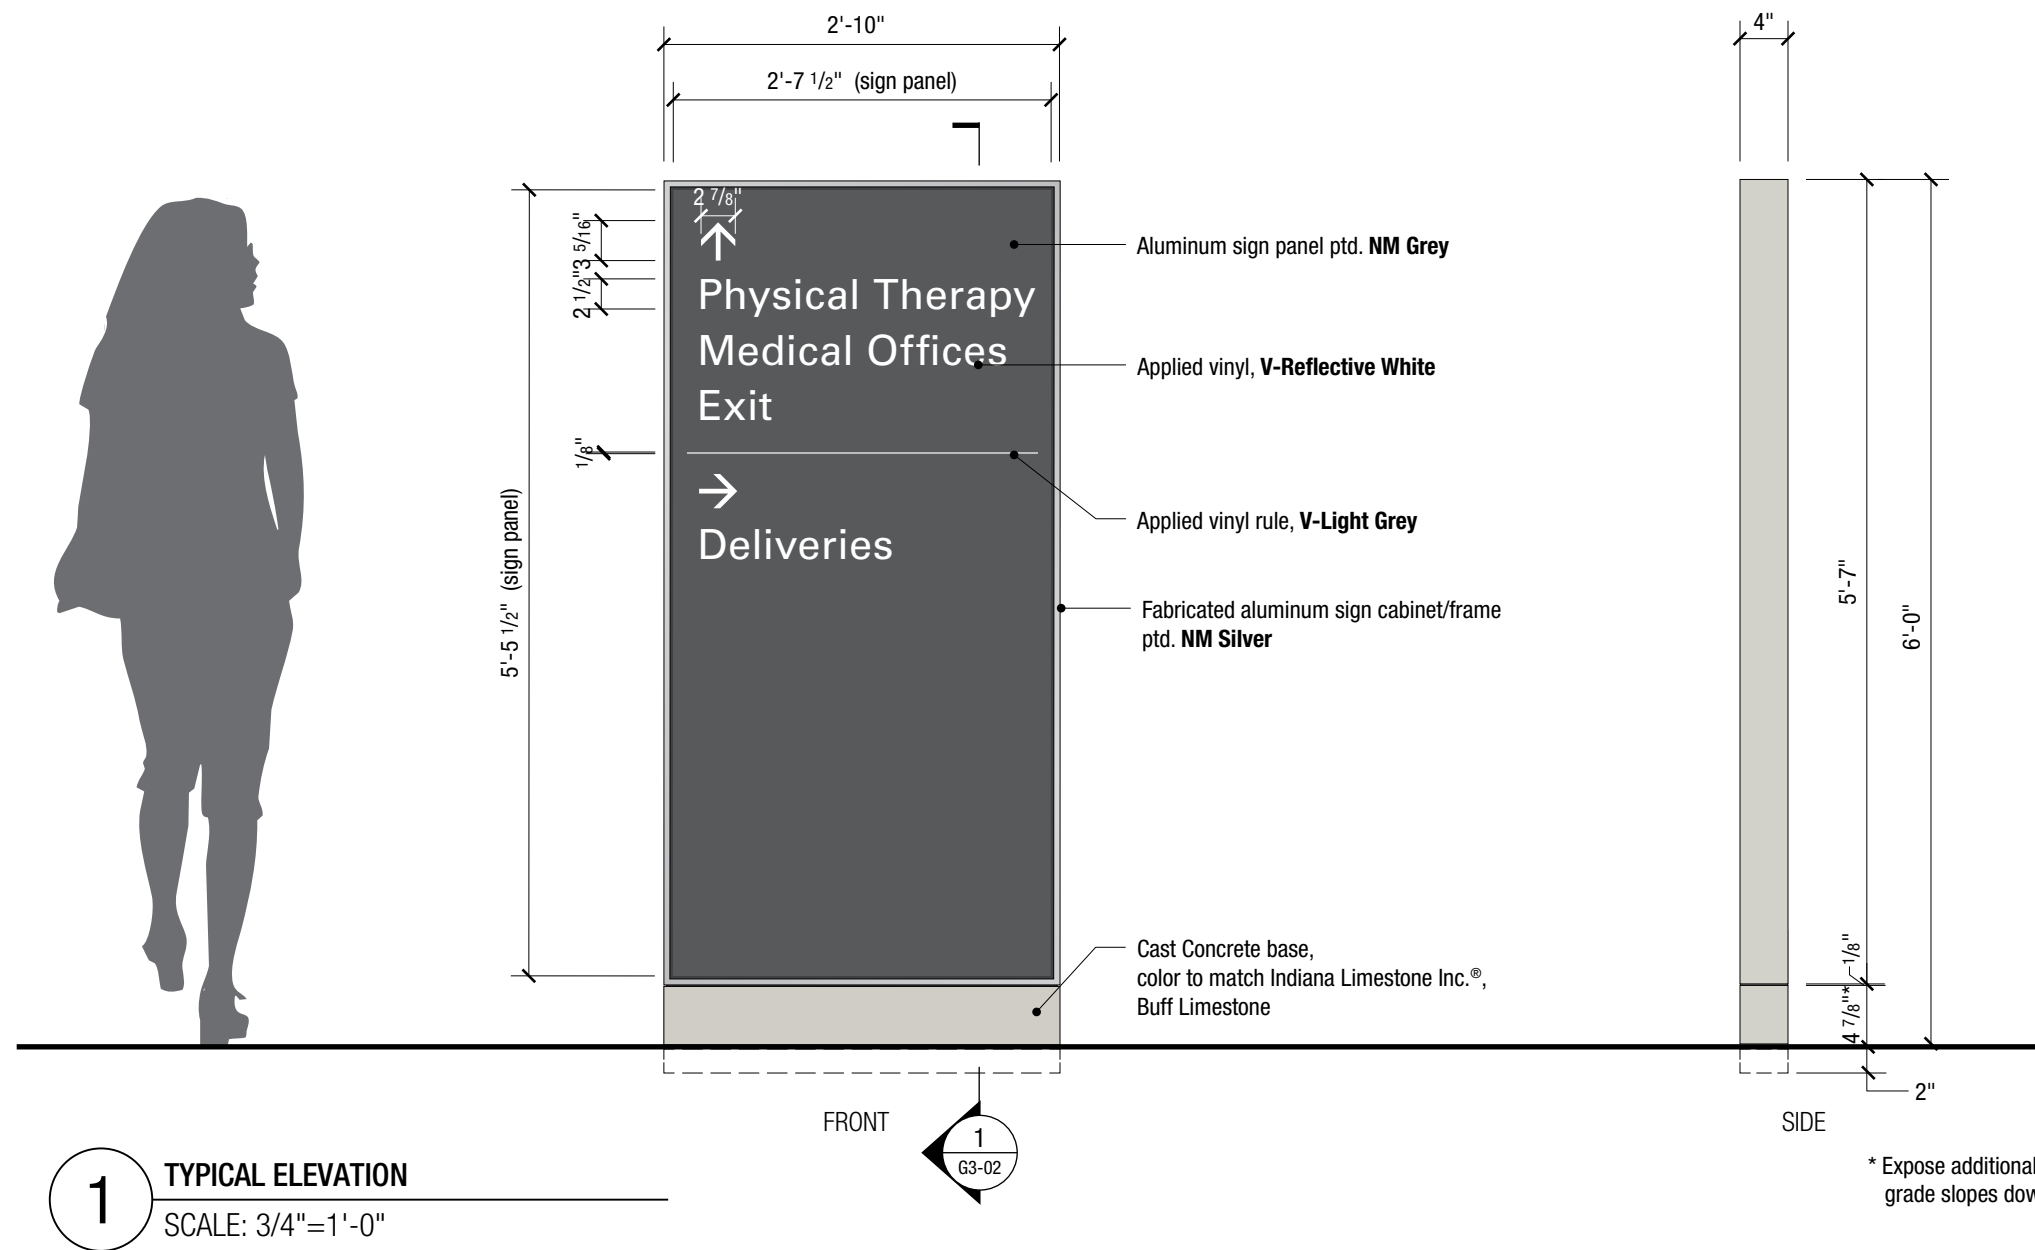 2'-10"
2'-7 1/2" (sign panel)
4"
2 7/8"
3 5/16"
2 1/2"
1/8"
5'-5 1/2" (sign panel)
Physical Therapy
Medical Offices
Exit
Deliveries
Aluminum sign panel ptd. NM Grey
Applied vinyl, V-Reflective White
Applied vinyl rule, V-Light Grey
Fabricated aluminum sign cabinet/frame
ptd. NM Silver
Cast Concrete base,
color to match Indiana Limestone Inc.®,
Buff Limestone
5'-7"
6'-0"
1/8"
4 7/8"*
2"
FRONT
1
G3-02
SIDE
* Expose additional
grade slopes dow
1
TYPICAL ELEVATION
SCALE: 3/4"=1'-0"